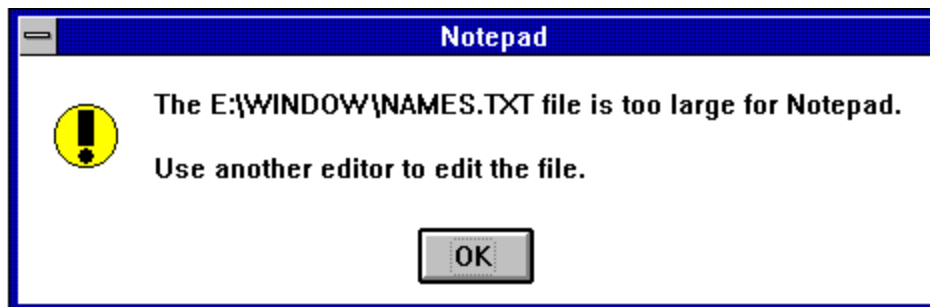 Notepad
The E:\WINDOW\NAMES.TXT file is too large for Notepad.
Use another editor to edit the file.
OK